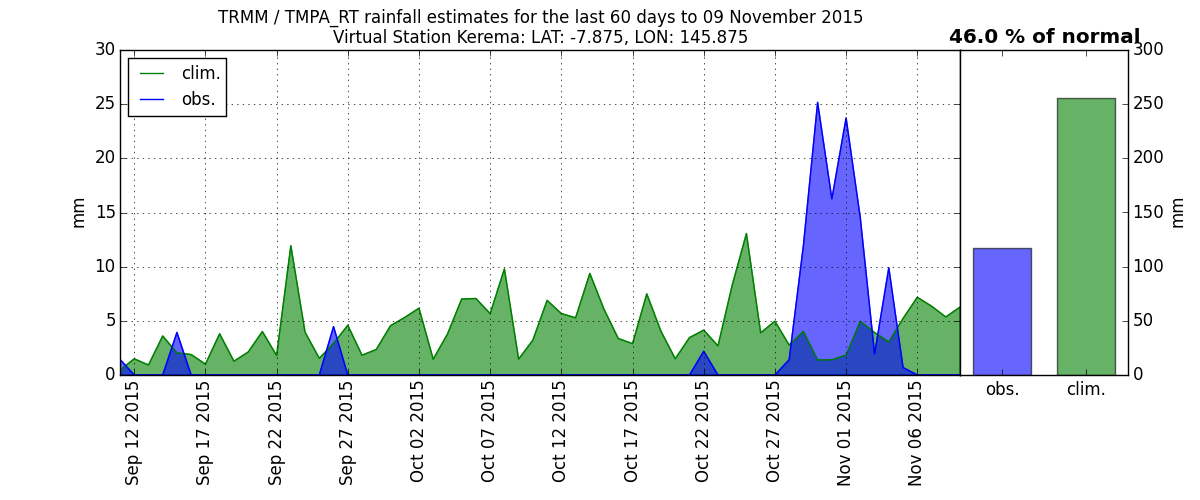 TRMM / TMPA_RT rainfall estimates for the last 60 days to 09 November 2015
Virtual Station Kerema: LAT: -7.875, LON: 145.875
46.0 % of normal
clim.
obs.
mm
30
25
20
15
10
5
0
Sep 12 2015
Sep 17 2015
Sep 22 2015
Sep 27 2015
Oct 02 2015
Oct 07 2015
Oct 12 2015
Oct 17 2015
Oct 22 2015
Oct 27 2015
Nov 01 2015
Nov 06 2015
300
250
200
150
100
50
0
mm
obs.
clim.